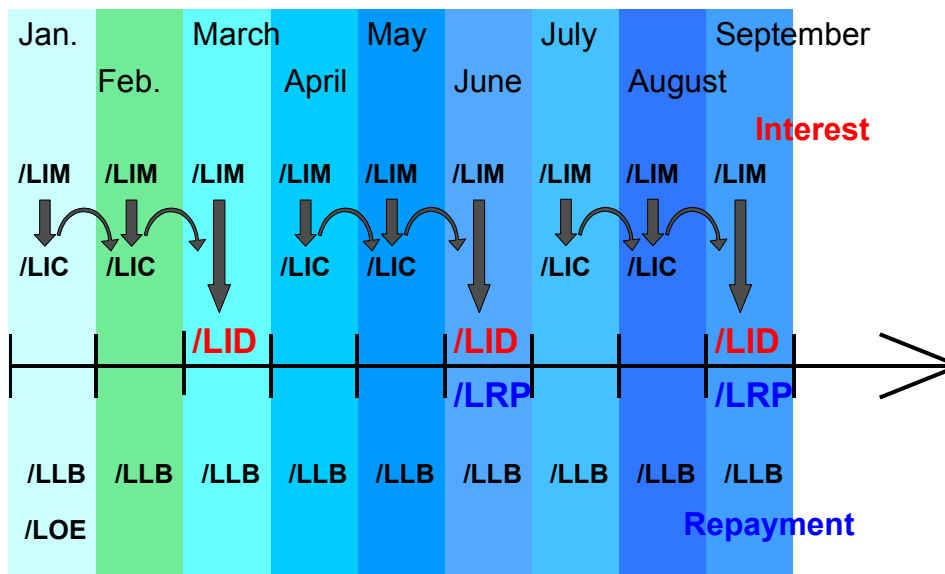 Jan. March May July September
Feb. April June August
Interest
/LIM /LIM /LIM /LIM /LIM /LIM /LIM /LIM /LIM
/LIC /LIC /LIC /LIC /LIC /LIC
/LID /LID /LID
/LRP /LRP
/LLB /LLB /LLB /LLB /LLB /LLB /LLB /LLB /LLB
/LOE Repayment